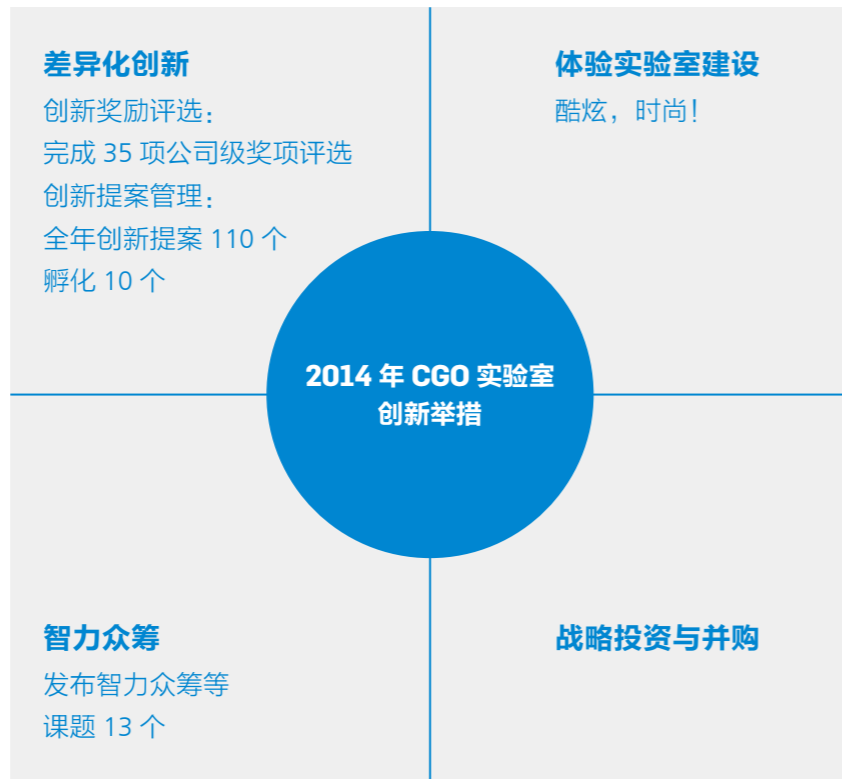 差异化创新
创新奖励评选：
完成 35 项公司级奖项评选
创新提案管理：
全年创新提案 110 个
孵化 10 个
体验实验室建设
酷炫，时尚！
2014 年 CGO 实验室
创新举措
智力众筹
发布智力众筹等
课题 13 个
战略投资与并购